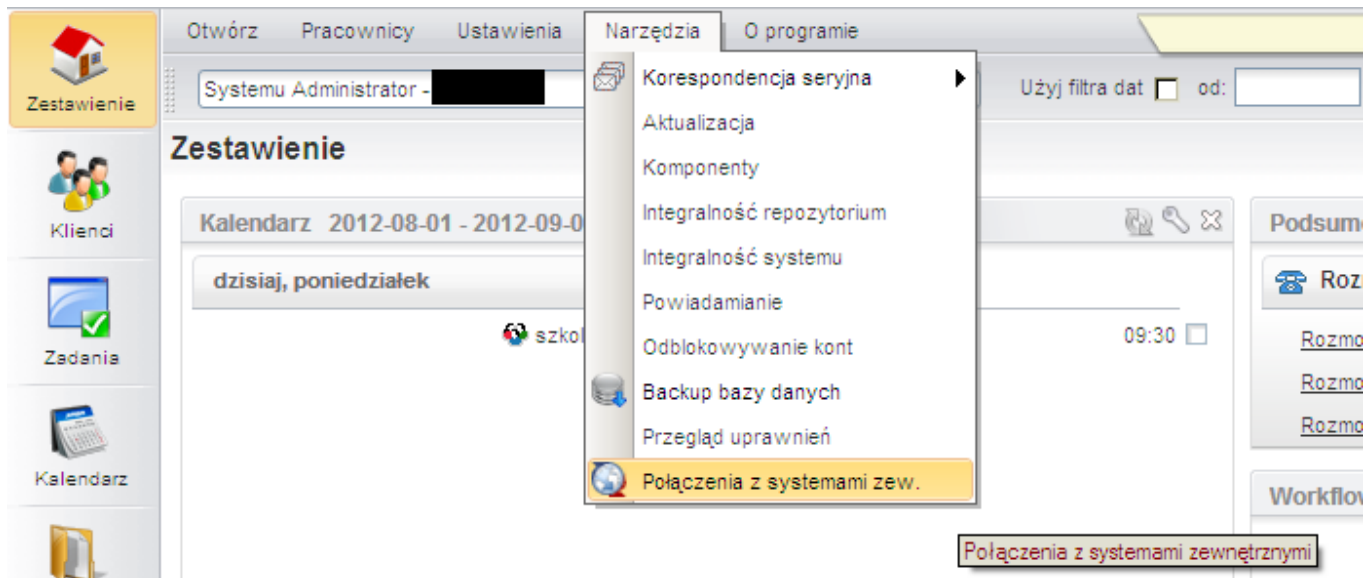 Otwórz Pracownicy Ustawienia Narzędzia O programie
Zestawienie
Systemu Administrator -
Użyj filtra dat od:
Zestawienie
Klienci
Zadania
Kalendarz
Kalendarz 2012-08-01 - 2012-09-0
dzisiaj, poniedziałek
szkol
09:30
Korespondencja seryjna
Aktualizacja
Komponenty
Integralność repozytorium
Integralność systemu
Powiadamianie
Odblokowywanie kont
Backup bazy danych
Przegląd uprawnień
Połączenia z systemami zew.
Połączenia z systemami zewnętrznymi
Podsum
Roz
Rozmo
Rozmo
Rozmo
Workflow